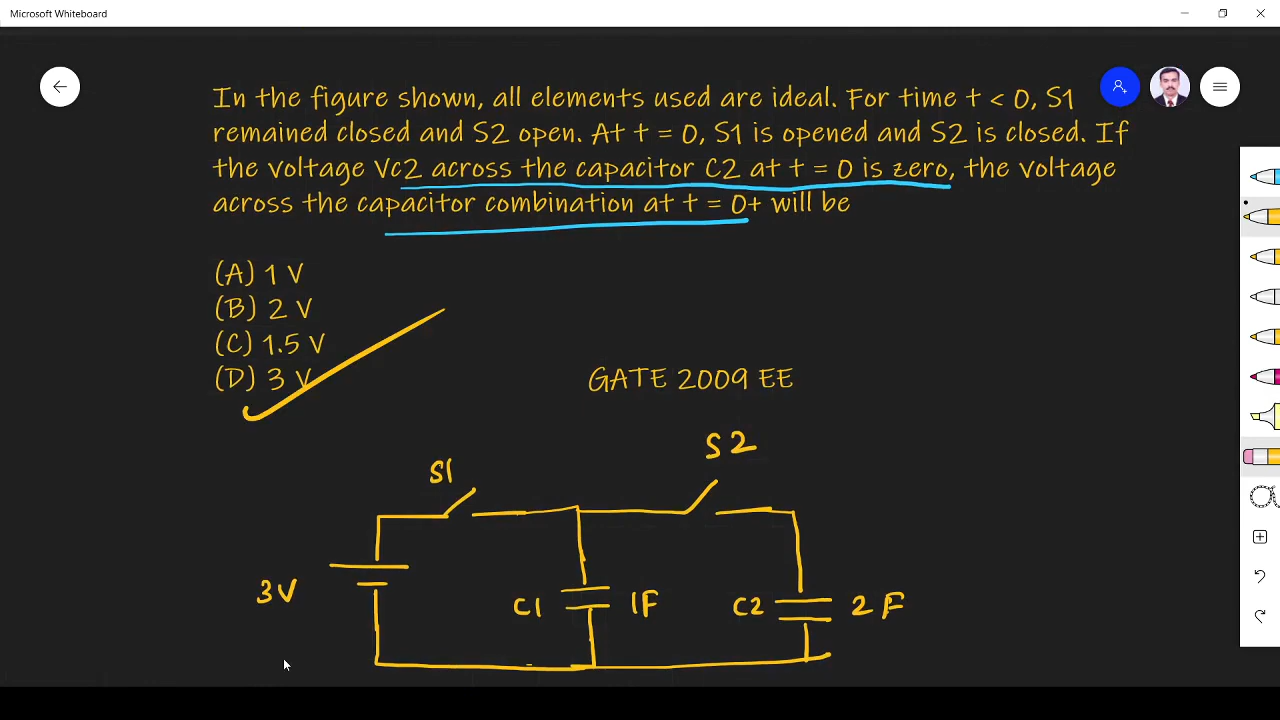 Microsoft Whiteboard
In the figure shown, all elements used are ideal. For time t < 0, S1
remained closed and S2 open. At t = 0, S1 is opened and S2 is closed. If
the voltage Vc2 across the capacitor C2 at t = 0 is zero, the voltage
across the capacitor combination at t = 0+ will be
(A) 1 V
(B) 2 V
(C) 1.5 V
(D) 3 V
GATE 2009 EE
S2
S1
3V
C1 1F
C2 2F